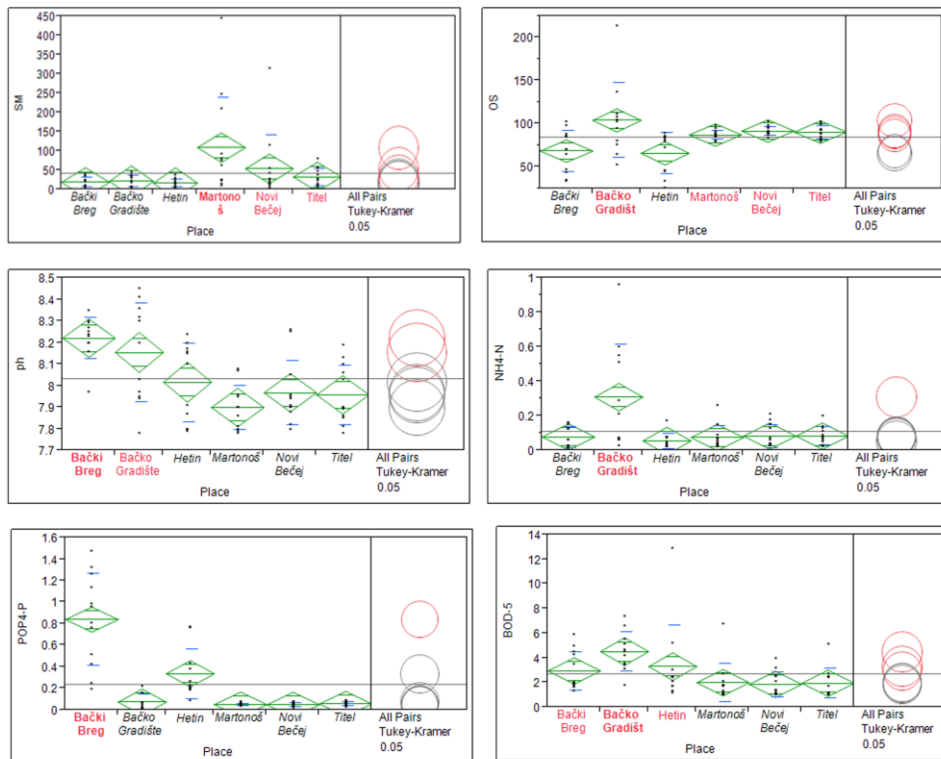 450
400
350
300
250
200
150
100
50
0
SM
Bački Breg
Bačko Gradište
Hetin
Martono
š
Novi Bečej
Titel
All Pairs
Tukey-Kramer
0.05
Place
200
150
100
50
OS
Bački Breg
Bačko Gradišt
Hetin
Martonoš
Novi Bečej
Titel
All Pairs
Tukey-Kramer
0.05
Place
8.5
8.4
8.3
8.2
8.1
8
7.9
7.8
7.7
ph
Bački Breg
Bačko Gradište
Hetin
Martonoš
Novi Bečej
Titel
All Pairs
Tukey-Kramer
0.05
Place
1
0.8
0.6
0.4
0.2
0
NH4-N
Bački Breg
Bačko Gradišt
Hetin
Martonoš
Novi Bečej
Titel
All Pairs
Tukey-Kramer
0.05
Place
1.6
1.4
1.2
1
0.8
0.6
0.4
0.2
0
POP4-P
Bački Breg
Bačko Gradište
Hetin
Martonoš
Novi Bečej
Titel
All Pairs
Tukey-Kramer
0.05
Place
14
12
10
8
6
4
2
0
BOD-5
Bački Breg
Bačko Gradišt
Hetin
Martonoš
Novi Bečej
Titel
All Pairs
Tukey-Kramer
0.05
Place